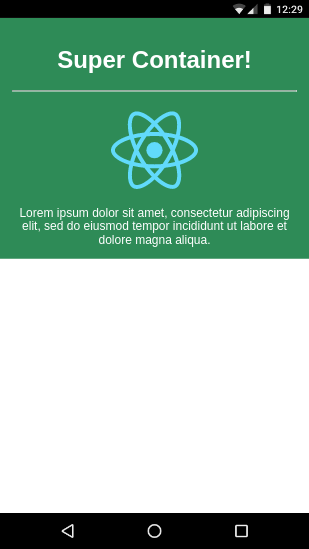 12:29
Super Container!
Lorem ipsum dolor sit amet, consectetur adipiscing
elit, sed do eiusmod tempor incididunt ut labore et
dolore magna aliqua.